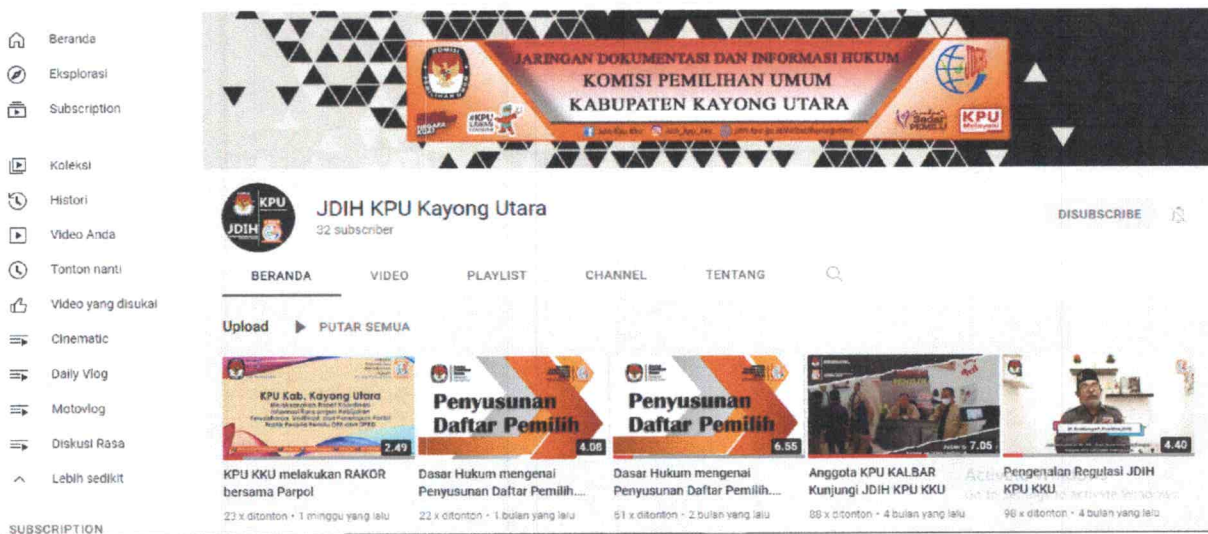 Beranda
Eksplorasi
Subscription
Koleksi
Histori
Video Anda
Tonton nanti
Video yang disukai
Cinematic
Daily Vlog
Motovlog
Diskusi Rasa
Lebih sedikit
SUBSCRIPTION
JARINGAN DOKUMENTASI DAN INFORMASI HUKUM
KOMISI PEMILIHAN UMUM
KABUPATEN KAYONG UTARA
#KPU
KPU
Melayani
KPU
JDIH
JDIH KPU Kayong Utara
32 subscriber
DISUBSCRIBE
BERANDA VIDEO PLAYLIST CHANNEL TENTANG
Upload PUTAR SEMUA
KPU Kab. Kayong Utara
2.49
KPU KKU melakukan RAKOR
bersama Parpol
23 x ditonton • 1 minggu yang lalu
Penyusunan
Daftar Pemilih
4.08
Dasar Hukum mengenai
Penyusunan Daftar Pemilih....
22 x ditonton • 1 bulan yang lalu
Penyusunan
Daftar Pemilih
6.55
Dasar Hukum mengenai
Penyusunan Daftar Pemilih....
51 x ditonton • 2 bulan yang lalu
7.05
Anggota KPU KALBAR
Kunjungi JDIH KPU KKU
88 x ditonton • 4 bulan yang lalu
4.40
Pengenalan Regulasi JDIH
KPU KKU
98 x ditonton • 4 bulan yang lalu